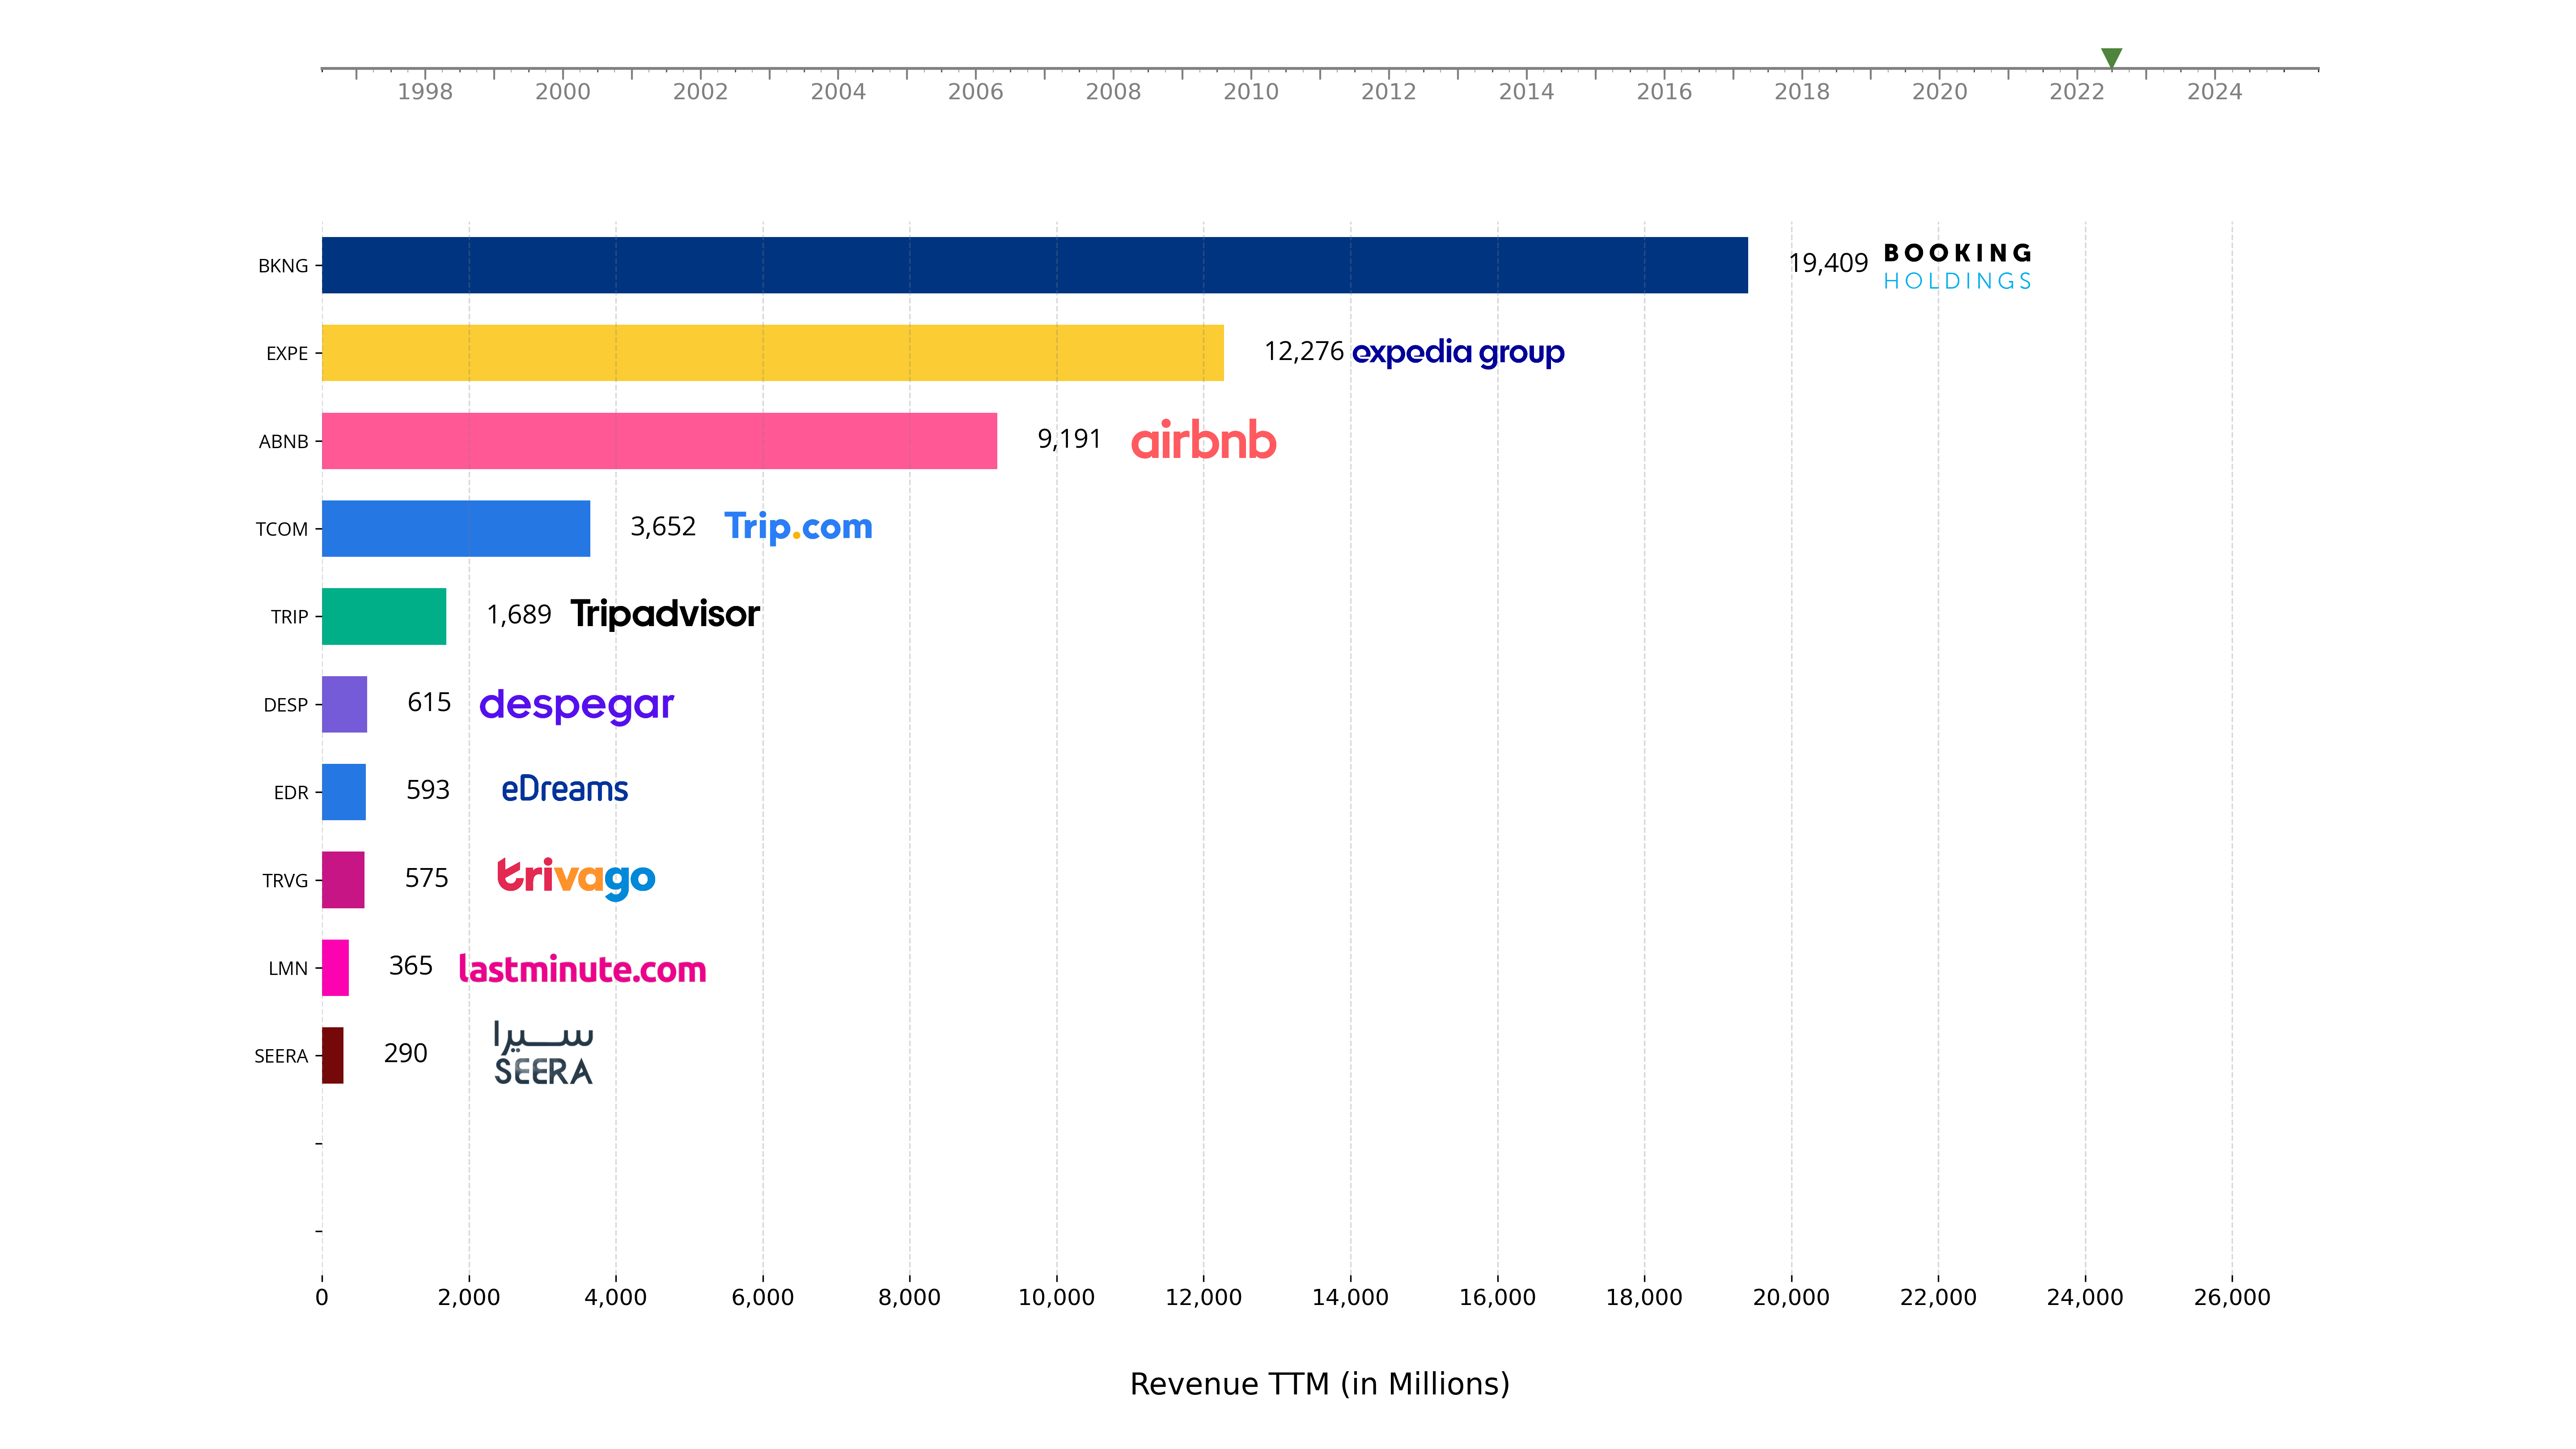 1998 2000 2002 2004 2006 2008 2010 2012 2014 2016 2018 2020 2022 2024
BKNG 19,409 BOOKING
HOLDINGS
EXPE 12,276 expedia group
ABNB 9,191 airbnb
TCOM 3,652 Trip.com
TRIP 1,689 Tripadvisor
DESP 615 despegar
EDR 593 eDreams
TRVG 575 trivago
LMN 365 lastminute.com
سيرا
SEERA 290 SEERA
0 2,000 4,000 6,000 8,000 10,000 12,000 14,000 16,000 18,000 20,000 22,000 24,000 26,000
Revenue TTM (in Millions)